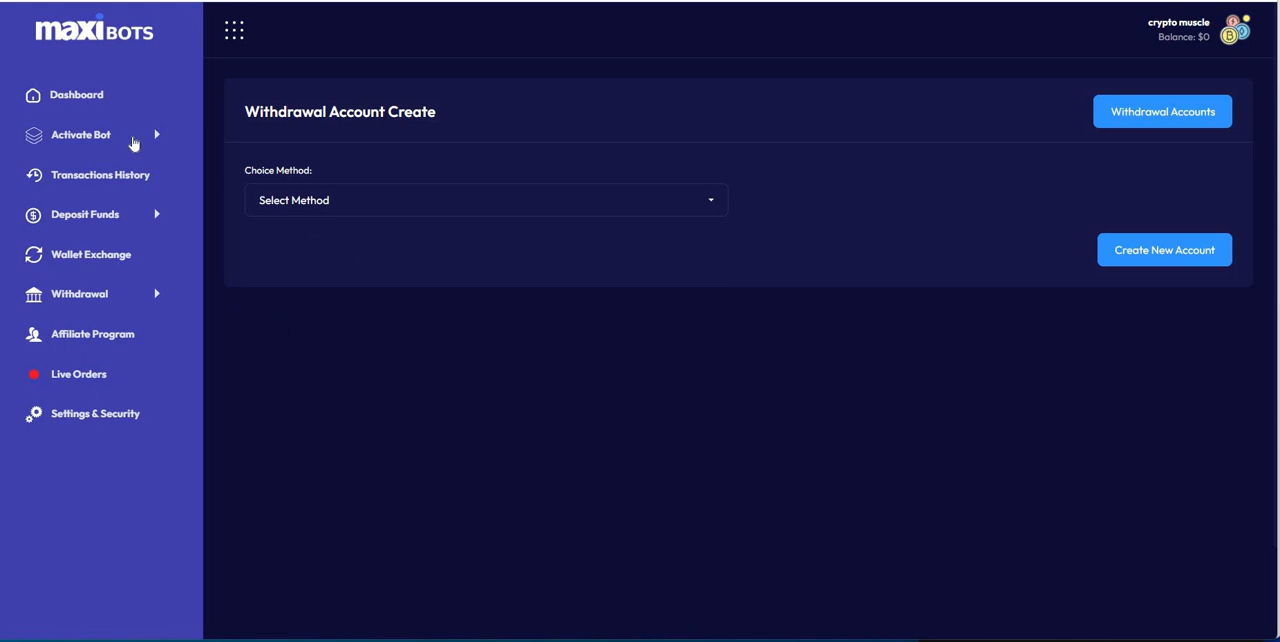 maxi BOTS
crypto muscle
Balance: $0
Dashboard
Activate Bot
Transactions History
Deposit Funds
Wallet Exchange
Withdrawal
Affiliate Program
Live Orders
Settings & Security
Withdrawal Account Create
Withdrawal Accounts
Choice Method:
Select Method
Create New Account